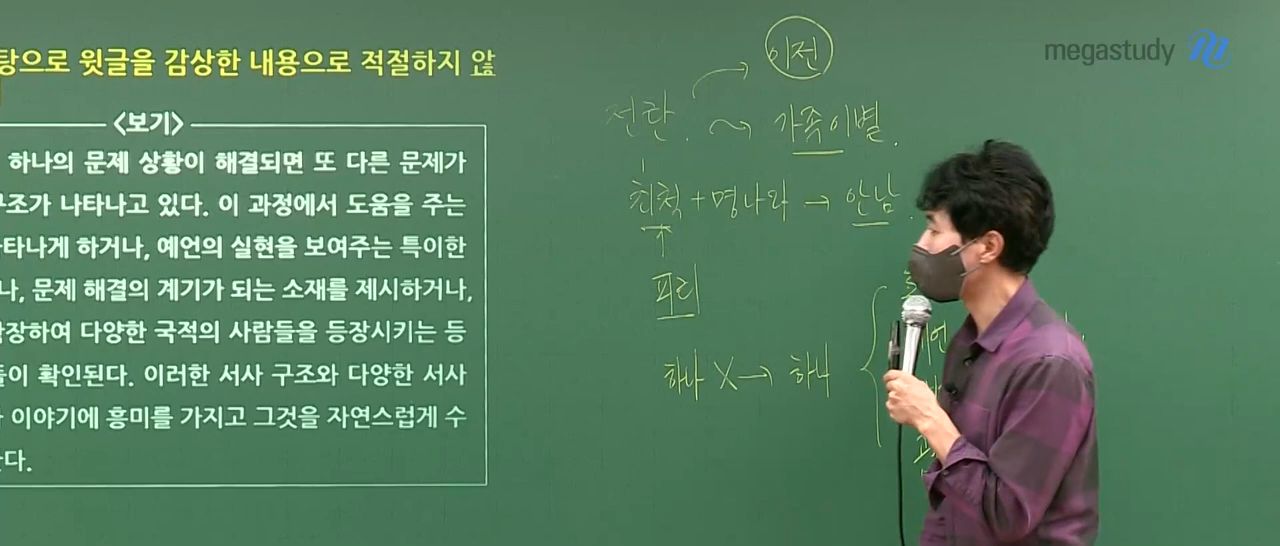 탕으로 윗글을 감상한 내용으로 적절하지 않
<보기>
하나의 문제 상황이 해결되면 또 다른 문제가
구조가 나타나고 있다. 이 과정에서 도움을 주는
나타나게 하거나, 예언의 실현을 보여주는 특이한
나, 문제 해결의 계기가 되는 소재를 제시하거나,
장하여 다양한 국적의 사람들을 등장시키는 등
들이 확인된다. 이러한 서사 구조와 다양한 서사
이야기에 흥미를 가지고 그것을 자연스럽게 수
다.
이전
전란. → 가족이별.
최척 + 명나라 → 안남.
피리
하나 X → 하나
megastudy